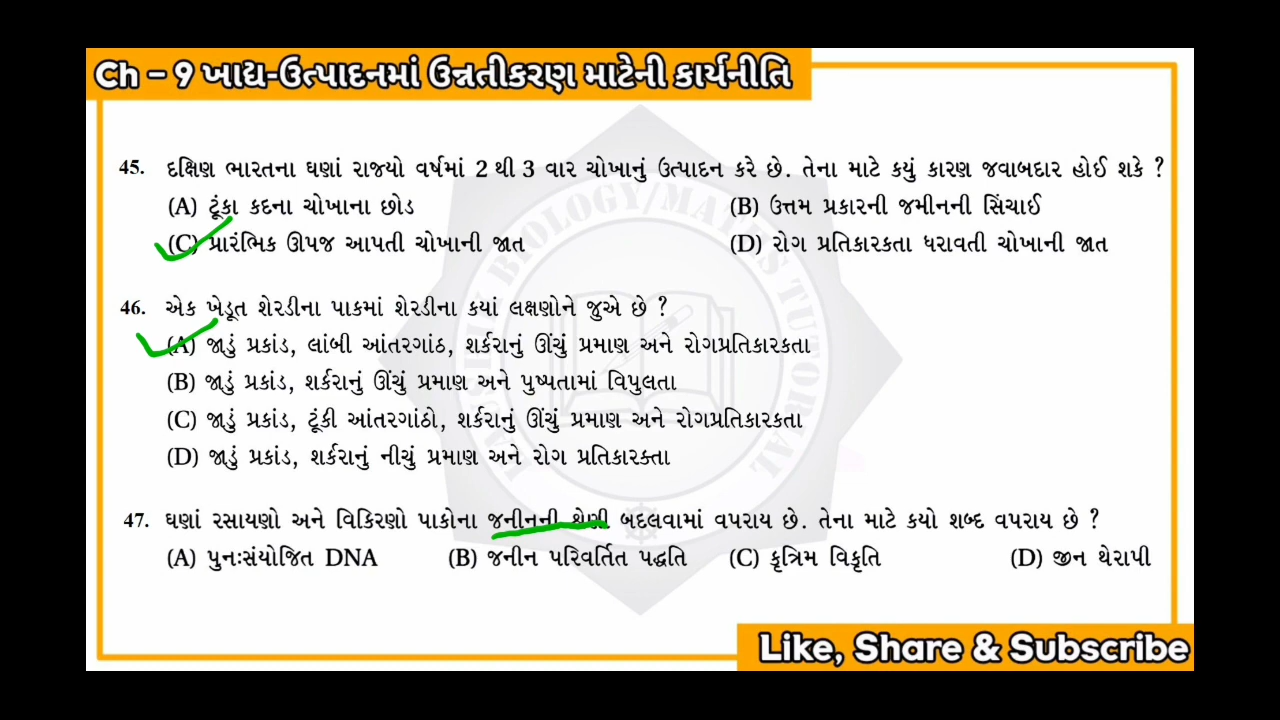 Ch – 9 ખાદ્ય-ઉત્પાદનમાં ઉન્નતીકરણ માટેની કાર્યનીતિ
45. દક્ષિણ ભારતના ઘણાં રાજ્યો વર્ષમાં 2 થી 3 વાર ચોખાનું ઉત્પાદન કરે છે. તેના માટે કયું કારણ જવાબદાર હોઈ શકે ?
(A) ટૂંકા કદના ચોખાના છોડ (B) ઉત્તમ પ્રકારની જમીનની સિંચાઈ
(C) પ્રારંભિક ઊપજ આપતી ચોખાની જાત (D) રોગ પ્રતિકારકતા ધરાવતી ચોખાની જાત
46. એક ખેડૂત શેરડીના પાકમાં શેરડીના કયાં લક્ષણોને જુએ છે ?
(A) જાડું પ્રકાંડ, લાંબી આંતરગાંઠ, શર્કરાનું ઊંચું પ્રમાણ અને રોગપ્રતિકારકતા
(B) જાડું પ્રકાંડ, શર્કરાનું ઊંચું પ્રમાણ અને પુષ્પતામાં વિપુલતા
(C) જાડું પ્રકાંડ, ટૂંકી આંતરગાંઠો, શર્કરાનું ઊંચું પ્રમાણ અને રોગપ્રતિકારકતા
(D) જાડું પ્રકાંડ, શર્કરાનું નીચું પ્રમાણ અને રોગ પ્રતિકારક્તા
47. ઘણાં રસાયણો અને વિકિરણો પાકોના જનીનની શ્રેણી બદલવામાં વપરાય છે. તેના માટે કયો શબ્દ વપરાય છે ?
(A) પુનઃસંયોજિત DNA (B) જનીન પરિવર્તિત પદ્ધતિ (C) કૃત્રિમ વિકૃતિ (D) જીન થેરાપી
Like, Share & Subscribe